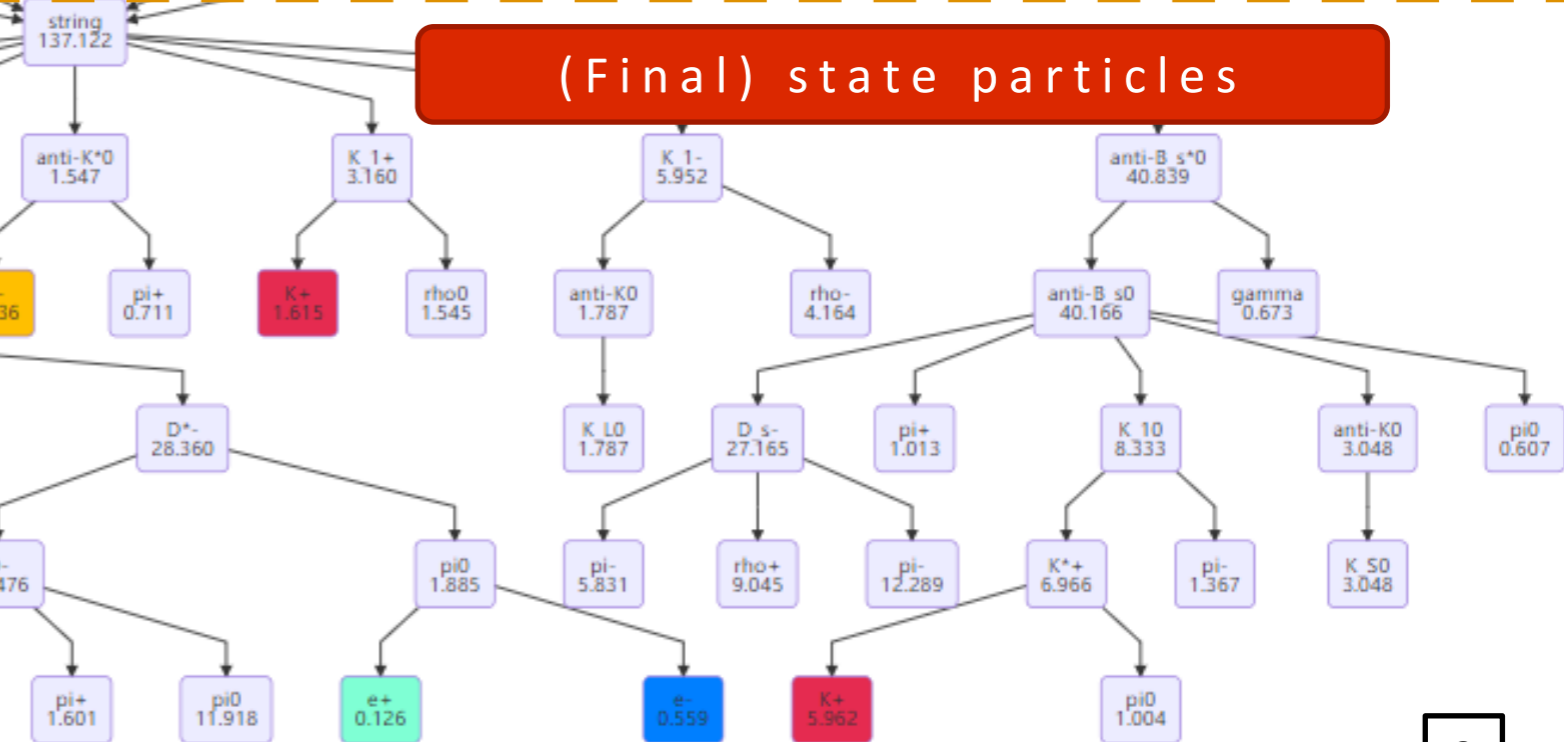 string
137.122
(Final) state particles
anti-K*0
1.547
K_1+
3.160
K_1-
5.952
anti-B_s*0
40.839
36
pi+
0.711
K+
1.615
rho0
1.545
anti-K0
1.787
rho-
4.164
anti-B_s0
40.166
gamma
0.673
D*-
28.360
K_L0
1.787
D_s-
27.165
pi+
1.013
K_10
8.333
anti-K0
3.048
pi0
0.607
-
476
pi0
1.885
pi-
5.831
rho+
9.045
pi-
12.289
K*+
6.966
pi-
1.367
K_S0
3.048
pi+
1.601
pi0
11.918
e+
0.126
e-
0.559
K+
5.962
pi0
1.004